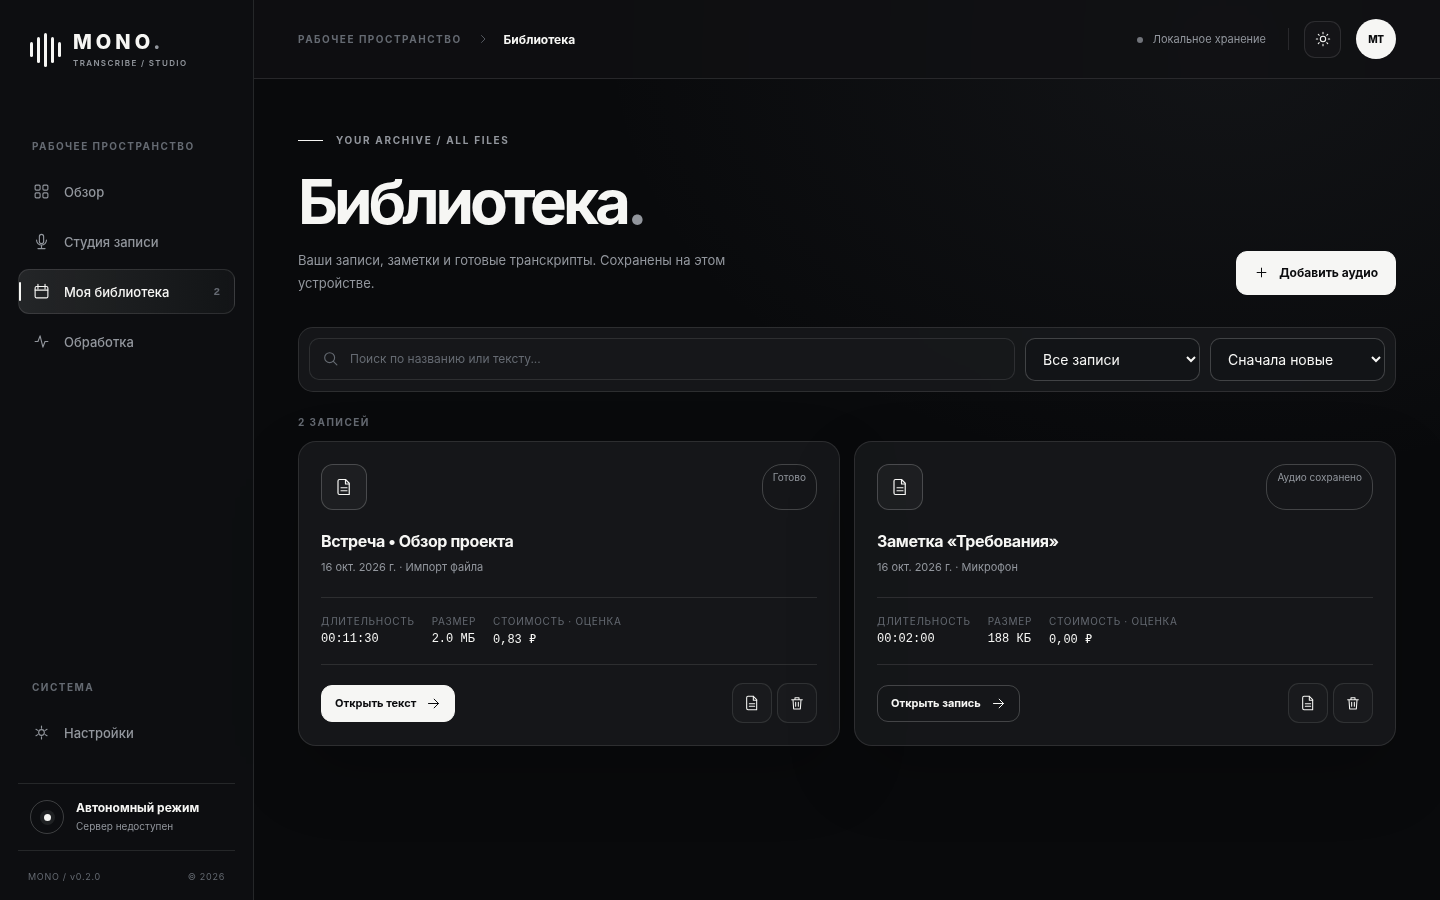 MONO.
TRANSCRIBE / STUDIO
РАБОЧЕЕ ПРОСТРАНСТВО
Обзор
Студия записи
Моя библиотека 2
Обработка
СИСТЕМА
Настройки
Автономный режим
Сервер недоступен
MONO / v0.2.0 © 2026
РАБОЧЕЕ ПРОСТРАНСТВО Библиотека
Локальное хранение МТ
YOUR ARCHIVE / ALL FILES
Библиотека.
Ваши записи, заметки и готовые транскрипты. Сохранены на этом
устройстве.
Добавить аудио
Поиск по названию или тексту...
Все записи
Сначала новые
2 ЗАПИСЕЙ
Готово
Встреча • Обзор проекта
16 окт. 2026 г. · Импорт файла
ДЛИТЕЛЬНОСТЬ РАЗМЕР СТОИМОСТЬ · ОЦЕНКА
00:11:30 2.0 МБ 0,83 ₽
Открыть текст
Аудио сохранено
Заметка «Требования»
16 окт. 2026 г. · Микрофон
ДЛИТЕЛЬНОСТЬ РАЗМЕР СТОИМОСТЬ · ОЦЕНКА
00:02:00 188 КБ 0,00 ₽
Открыть запись